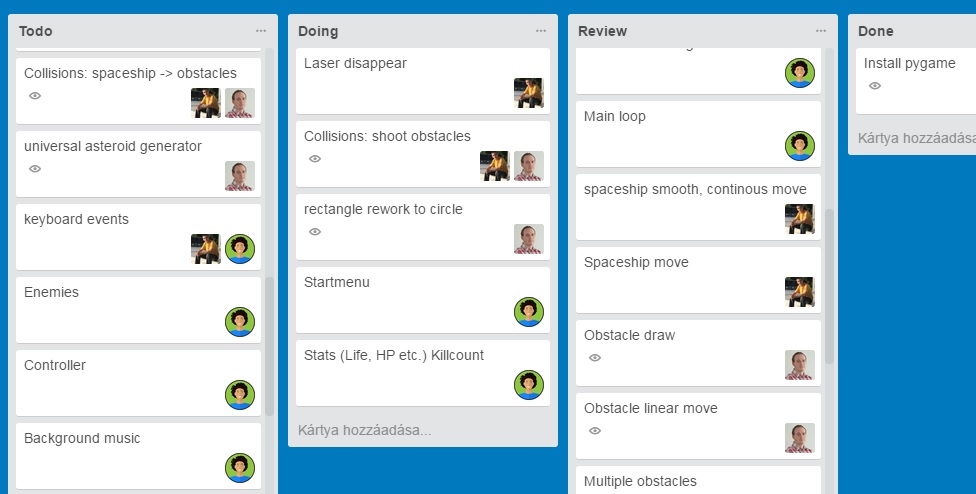 Todo
Collisions: spaceship -> obstacles
universal asteroid generator
keyboard events
Enemies
Controller
Background music
Doing
Laser disappear
Collisions: shoot obstacles
rectangle rework to circle
Startmenu
Stats (Life, HP etc.) Killcount
Kártya hozzáadása...
Review
Main loop
spaceship smooth, continous move
Spaceship move
Obstacle draw
Obstacle linear move
Multiple obstacles
Done
Install pygame
Kártya hozzáadása